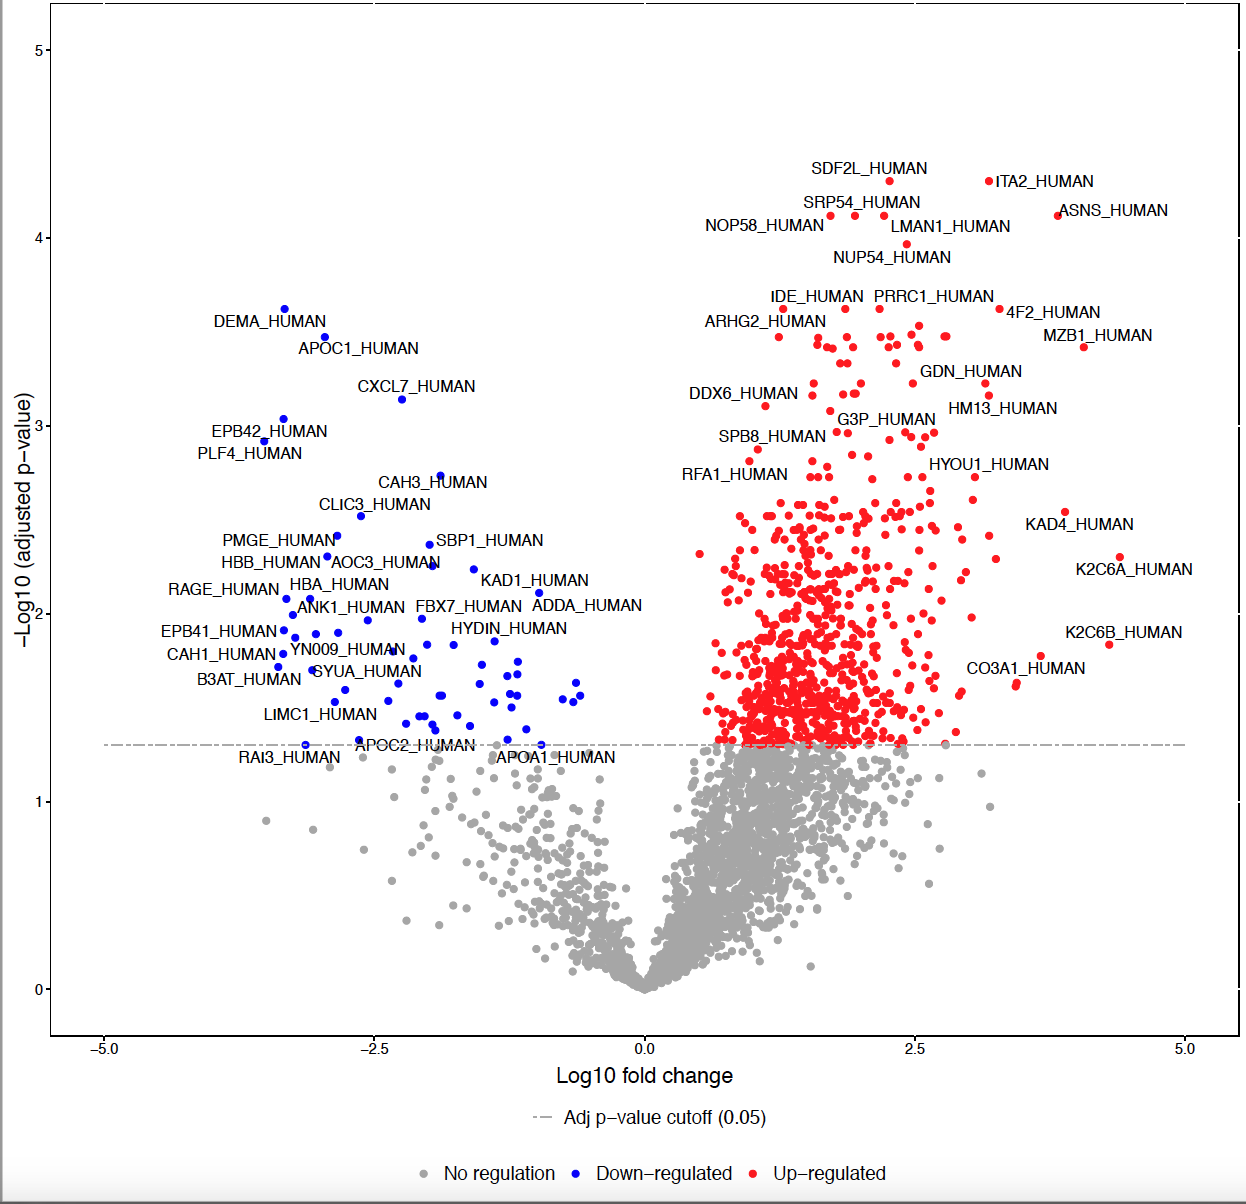 5
SDF2L_HUMAN
ITA2_HUMAN
SRP54_HUMAN
ASNS_HUMAN
NOP58_HUMAN
LMAN1_HUMAN
4
NUP54_HUMAN
IDE_HUMAN
PRRC1_HUMAN
4F2_HUMAN
DEMA_HUMAN
ARHG2_HUMAN
MZB1_HUMAN
APOC1_HUMAN
GDN_HUMAN
CXCL7_HUMAN
DDX6_HUMAN
HM13_HUMAN
G3P_HUMAN
3
EPB42_HUMAN
SPB8_HUMAN
PLF4_HUMAN
HYOU1_HUMAN
RFA1_HUMAN
CAH3_HUMAN
CLIC3_HUMAN
KAD4_HUMAN
PMGE_HUMAN
SBP1_HUMAN
HBB_HUMAN
AOC3_HUMAN
K2C6A_HUMAN
KAD1_HUMAN
HBA_HUMAN
RAGE_HUMAN
ANK1_HUMAN
FBX7_HUMAN
ADDA_HUMAN
2
HYDIN_HUMAN
EPB41_HUMAN
K2C6B_HUMAN
YN009_HUMAN
CAH1_HUMAN
CO3A1_HUMAN
SYUA_HUMAN
B3AT_HUMAN
LIMC1_HUMAN
APOC2_HUMAN
RAI3_HUMAN
APOA1_HUMAN
1
0
−Log10 (adjusted p−value)
−5.0
−2.5
0.0
2.5
5.0
Log10 fold change
Adj p−value cutoff (0.05)
No regulation
Down−regulated
Up−regulated